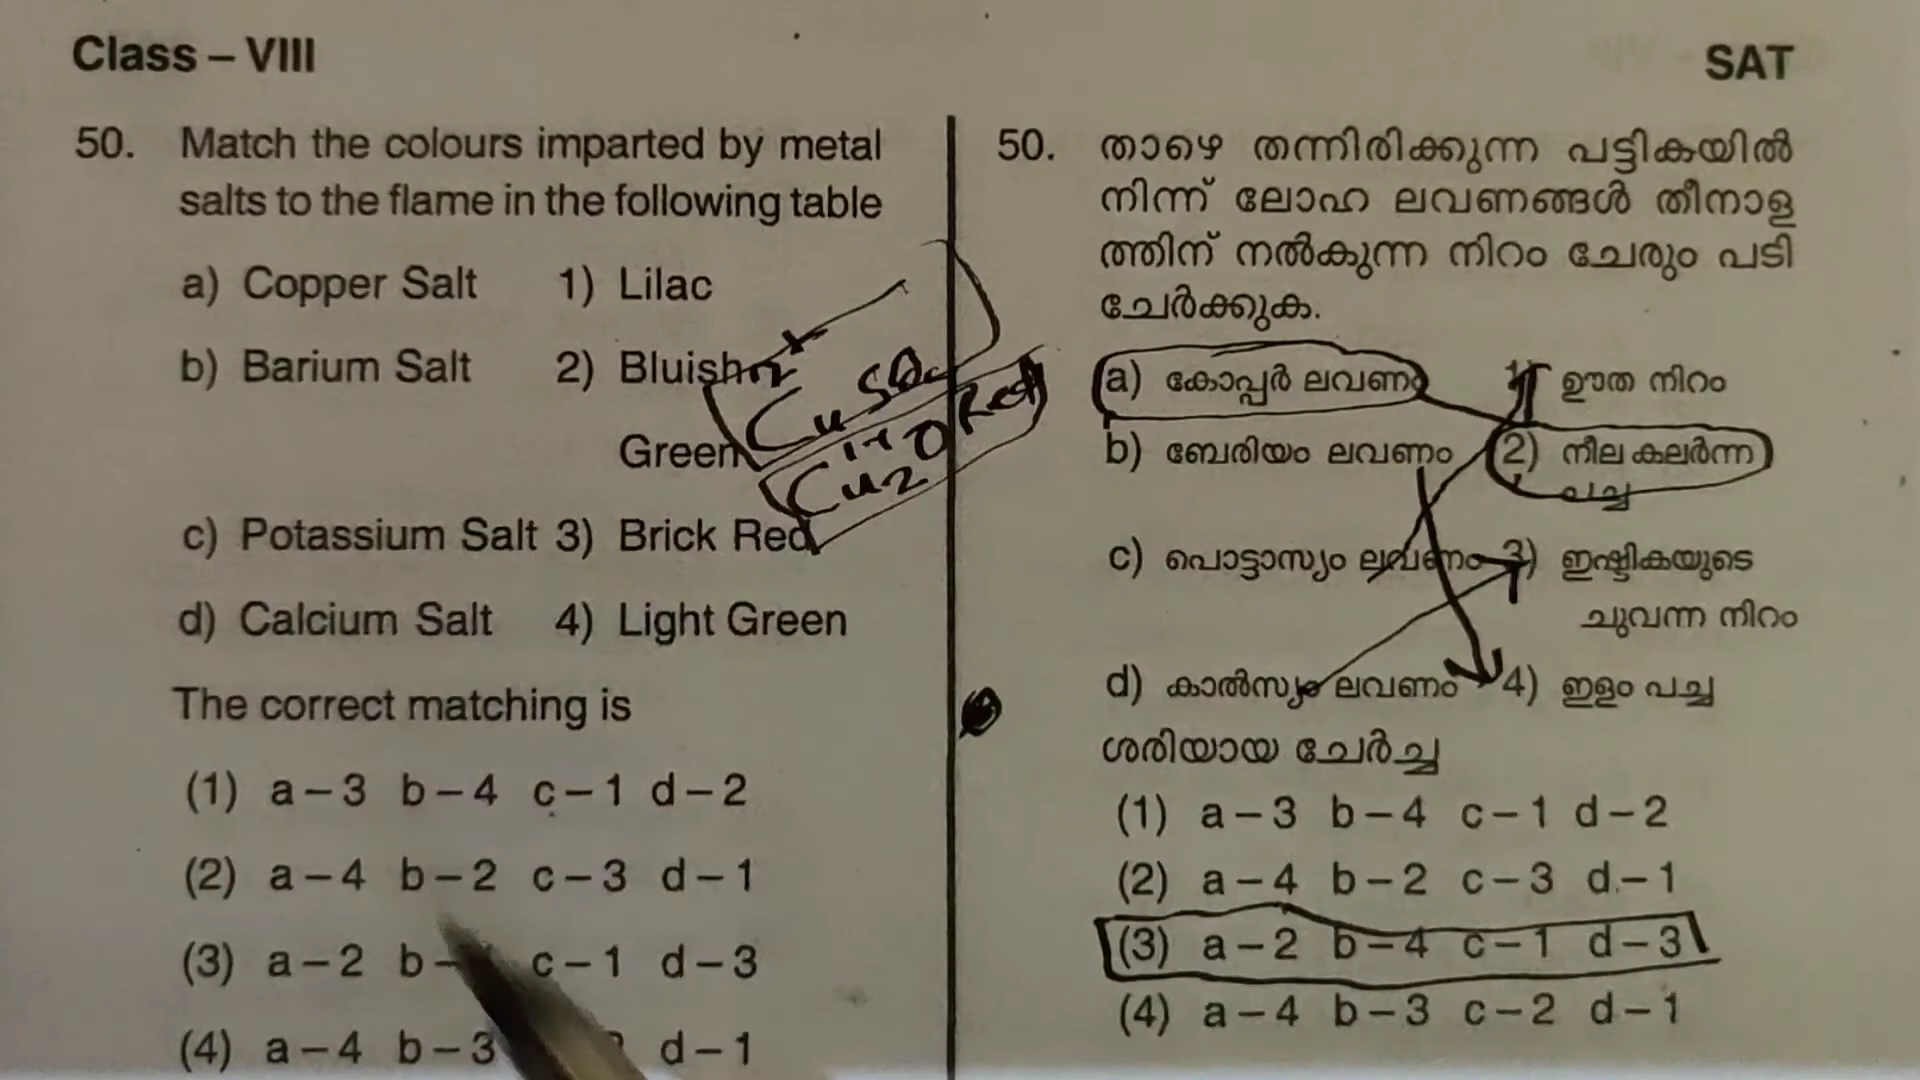 Class – VIII
SAT
50. Match the colours imparted by metal
salts to the flame in the following table
a) Copper Salt 1) Lilac
b) Barium Salt 2) Bluish
Green
c) Potassium Salt 3) Brick Red
d) Calcium Salt 4) Light Green
The correct matching is
(1) a – 3 b – 4 c – 1 d – 2
(2) a – 4 b – 2 c – 3 d – 1
(3) a – 2 b – c – 1 d – 3
(4) a – 4 b – 3 d – 1
Cu SO4
Cu2O Red
50. താഴെ തന്നിരിക്കുന്ന പട്ടികയിൽ
നിന്ന് ലോഹ ലവണങ്ങൾ തീനാള
ത്തിന് നൽകുന്ന നിറം ചേരും പടി
ചേർക്കുക.
a) കോപ്പർ ലവണം 1) ഊത നിറം
b) ബേരിയം ലവണം 2) നീല കലർന്ന
പച്ച
c) പൊട്ടാസ്യം ലവണം 3) ഇഷ്ടികയുടെ
ചുവന്ന നിറം
d) കാൽസ്യം ലവണം 4) ഇളം പച്ച
ശരിയായ ചേർച്ച
(1) a – 3 b – 4 c – 1 d – 2
(2) a – 4 b – 2 c – 3 d – 1
(3) a – 2 b – 4 c – 1 d – 3
(4) a – 4 b – 3 c – 2 d – 1